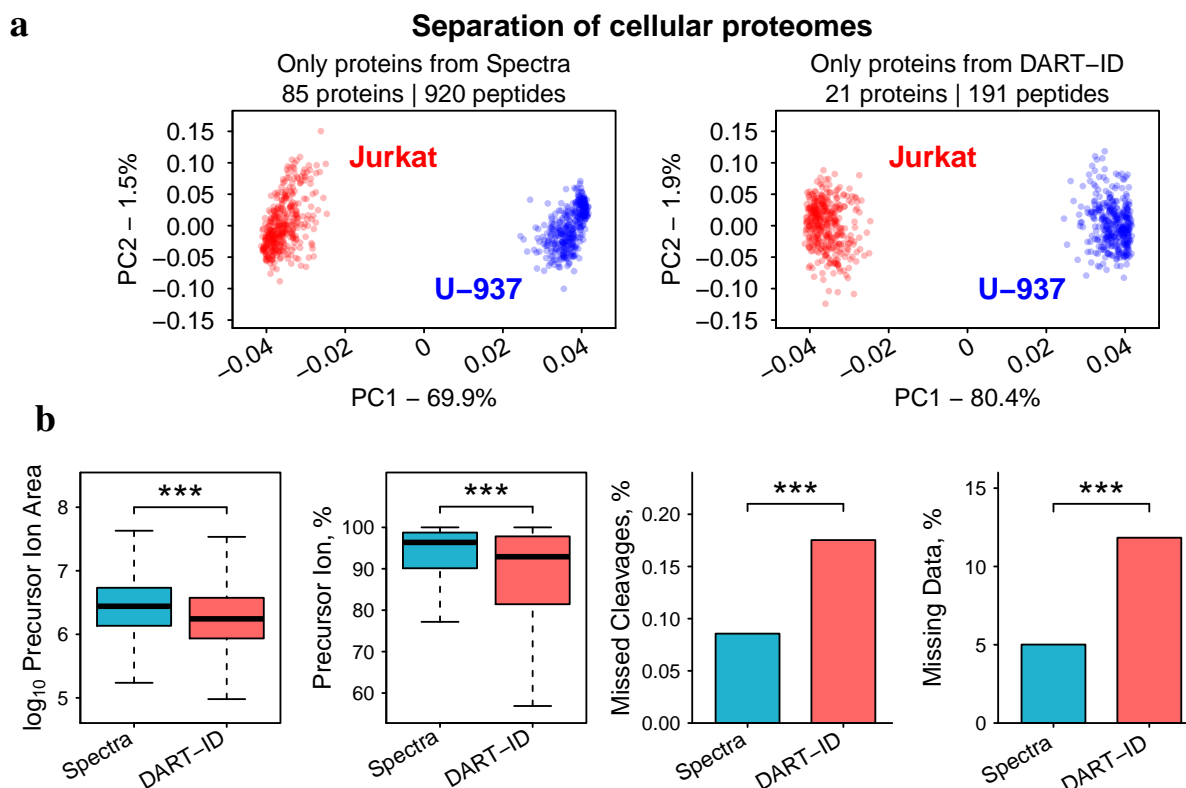 a
Separation of cellular proteomes
Only proteins from Spectra
85 proteins | 920 peptides
PC2 − 1.5%
0.15
0.10
0.05
0.00
−0.05
−0.10
−0.15
Jurkat
U−937
−0.04
−0.02
0
0.02
0.04
PC1 − 69.9%
Only proteins from DART−ID
21 proteins | 191 peptides
PC2 − 1.9%
0.15
0.10
0.05
0.00
−0.05
−0.10
−0.15
Jurkat
U−937
−0.04
−0.02
0
0.02
0.04
PC1 − 80.4%
b
log10 Precursor Ion Area
8
7
6
5
***
Spectra
DART−ID
Precursor Ion, %
100
90
80
70
60
***
Spectra
DART−ID
Missed Cleavages, %
0.20
0.15
0.10
0.05
0.00
***
Spectra
DART−ID
Missing Data, %
15
10
5
0
***
Spectra
DART−ID